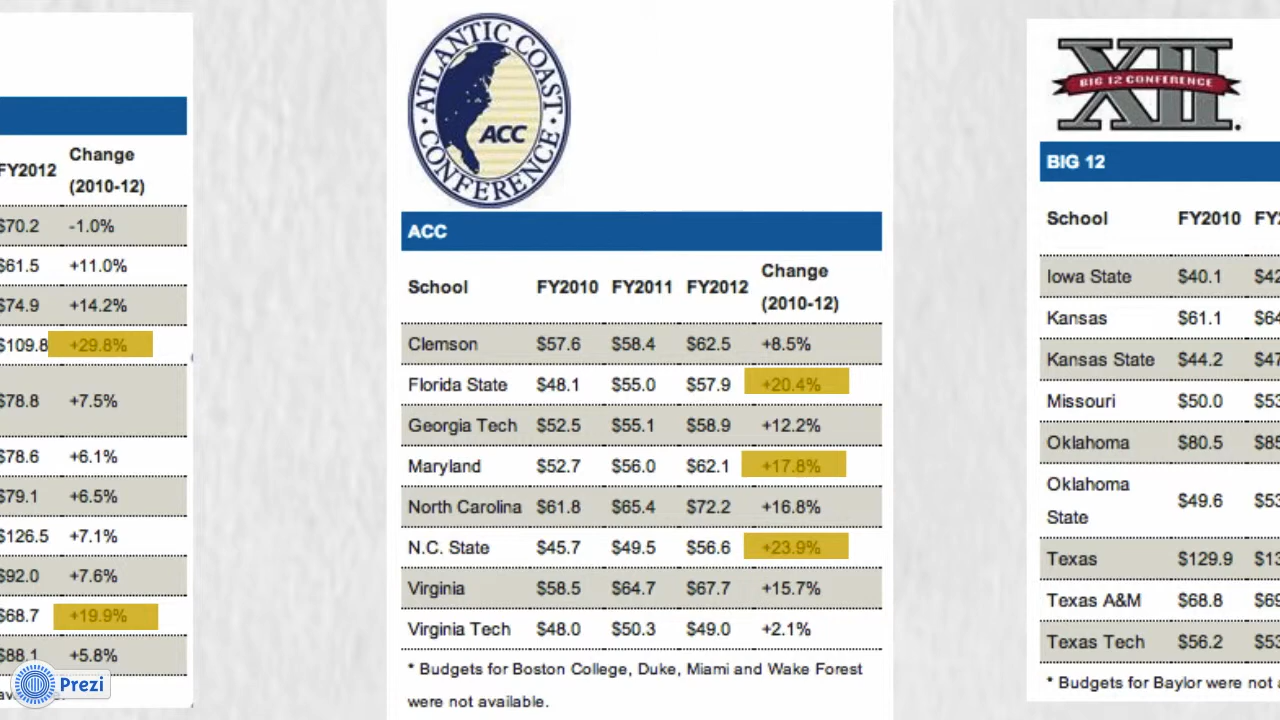 FY2012 Change
(2010-12)
$70.2 -1.0%
$61.5 +11.0%
$74.9 +14.2%
$109.8 +29.8%
$78.8 +7.5%
$78.6 +6.1%
$79.1 +6.5%
$126.5 +7.1%
$92.0 +7.6%
$68.7 +19.9%
$88.1 +5.8%
Prezi
ATLANTIC COAST
CONFERENCE
ACC
ACC
School FY2010 FY2011 FY2012 Change
(2010-12)
Clemson $57.6 $58.4 $62.5 +8.5%
Florida State $48.1 $55.0 $57.9 +20.4%
Georgia Tech $52.5 $55.1 $58.9 +12.2%
Maryland $52.7 $56.0 $62.1 +17.8%
North Carolina $61.8 $65.4 $72.2 +16.8%
N.C. State $45.7 $49.5 $56.6 +23.9%
Virginia $58.5 $64.7 $67.7 +15.7%
Virginia Tech $48.0 $50.3 $49.0 +2.1%
* Budgets for Boston College, Duke, Miami and Wake Forest
were not available.
XII
BIG 12 CONFERENCE
BIG 12
School FY2010
Iowa State $40.1
Kansas $61.1
Kansas State $44.2
Missouri $50.0
Oklahoma $80.5
Oklahoma
State $49.6
Texas $129.9
Texas A&M $68.8
Texas Tech $56.2
* Budgets for Baylor were not